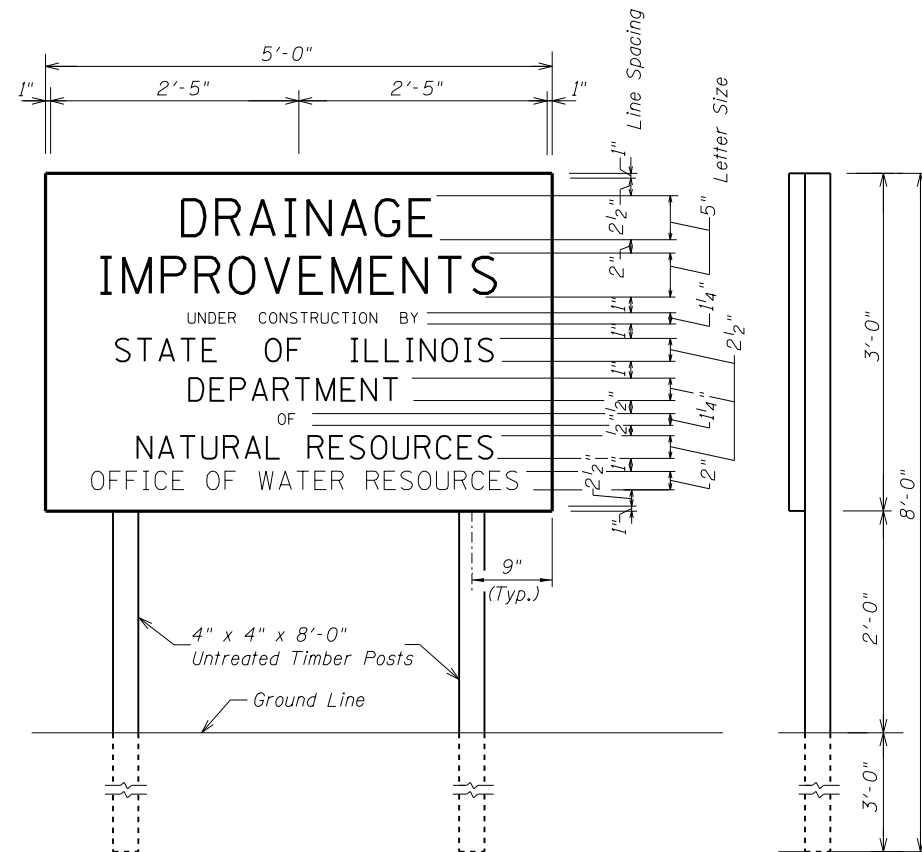 5'-0"
1" 2'-5" 2'-5" 1"
Line Spacing
Letter Size
DRAINAGE
IMPROVEMENTS
UNDER CONSTRUCTION BY
STATE OF ILLINOIS
DEPARTMENT
OF
NATURAL RESOURCES
OFFICE OF WATER RESOURCES
1"
2½"
2"
1"
1"
1"
½"
½"
1"
2½"
1"
5"
1¼"
2½"
1¼"
2"
9"
(Typ.)
4" x 4" x 8'-0"
Untreated Timber Posts
Ground Line
3'-0"
2'-0"
3'-0"
8'-0"